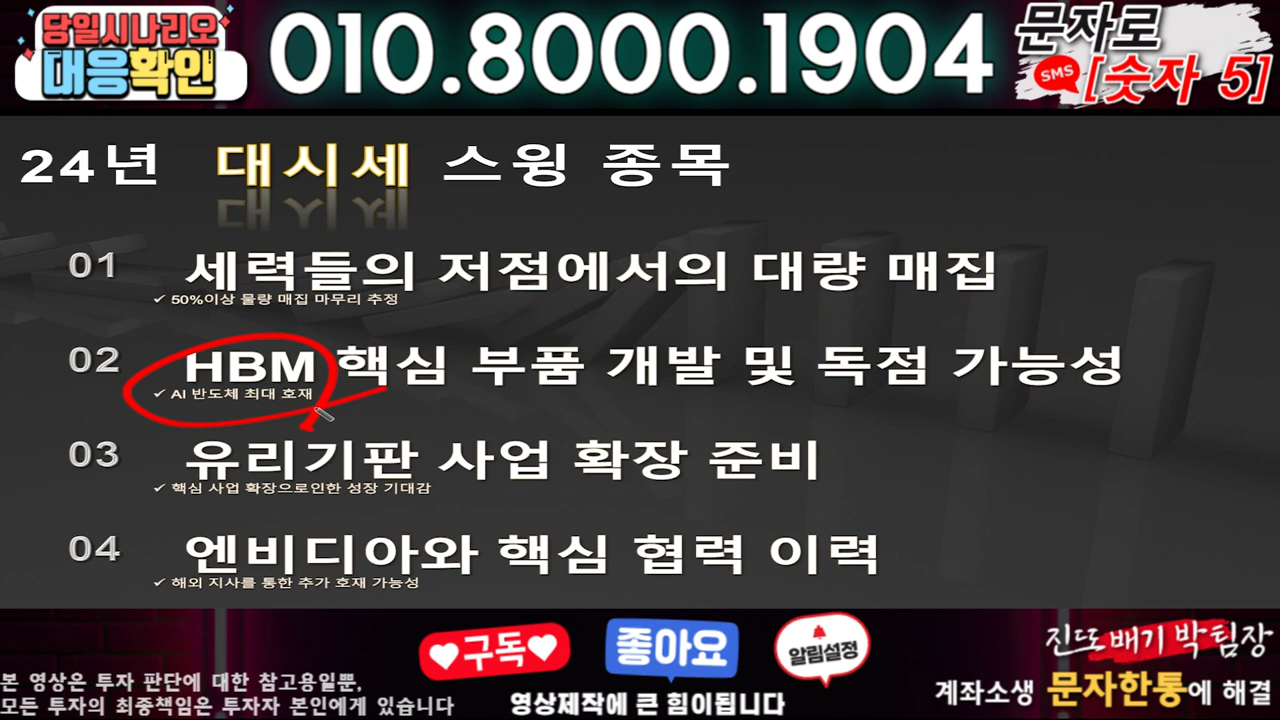 당일시나리오
대응확인
010.8000.1904
문자로
SMS
[숫자 5]
24년 대시세 스윙 종목
01 세력들의 저점에서의 대량 매집
✓ 50%이상 물량 매집 마무리 추정
02 HBM 핵심 부품 개발 및 독점 가능성
✓ AI 반도체 최대 호재
03 유리기판 사업 확장 준비
✓ 핵심 사업 확장으로인한 성장 기대감
04 엔비디아와 핵심 협력 이력
✓ 해외 지사를 통한 추가 호재 가능성
본 영상은 투자 판단에 대한 참고용일뿐,
모든 투자의 최종책임은 투자자 본인에게 있습니다
구독
좋아요
알림설정
영상제작에 큰 힘이됩니다
진또배기 박팀장
계좌소생 문자한통에 해결